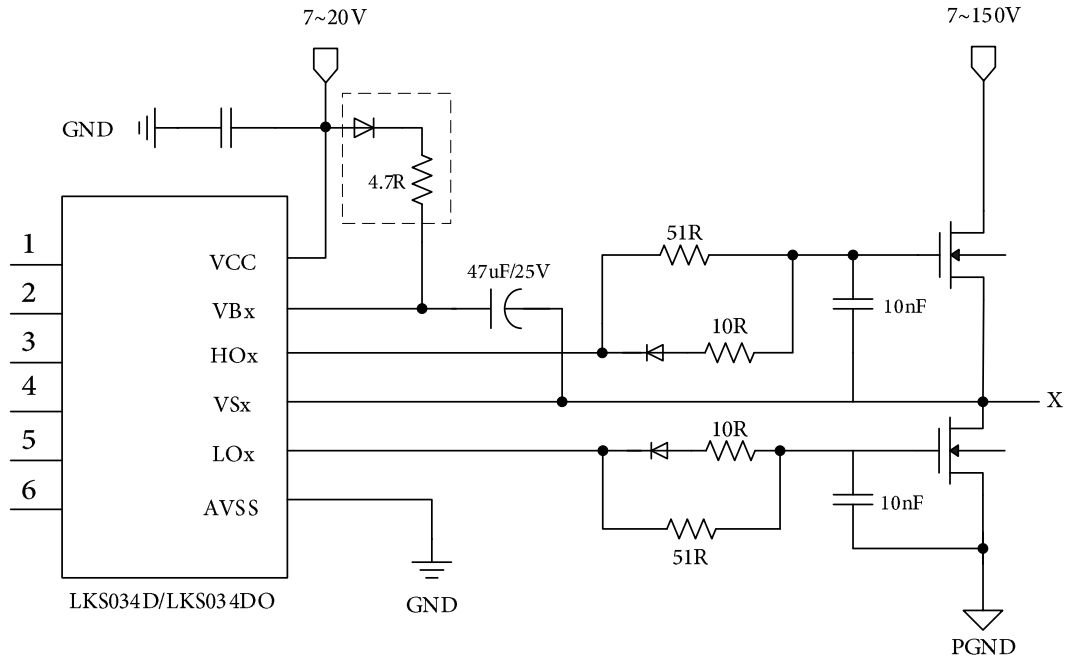 7~20V
7~150V
GND
4.7R
1
2
3
4
5
6
VCC
VBx
HOx
VSx
LOx
AVSS
47uF/25V
51R
10R
10nF
X
10R
51R
10nF
GND
LKS034D/LKS034DO
PGND